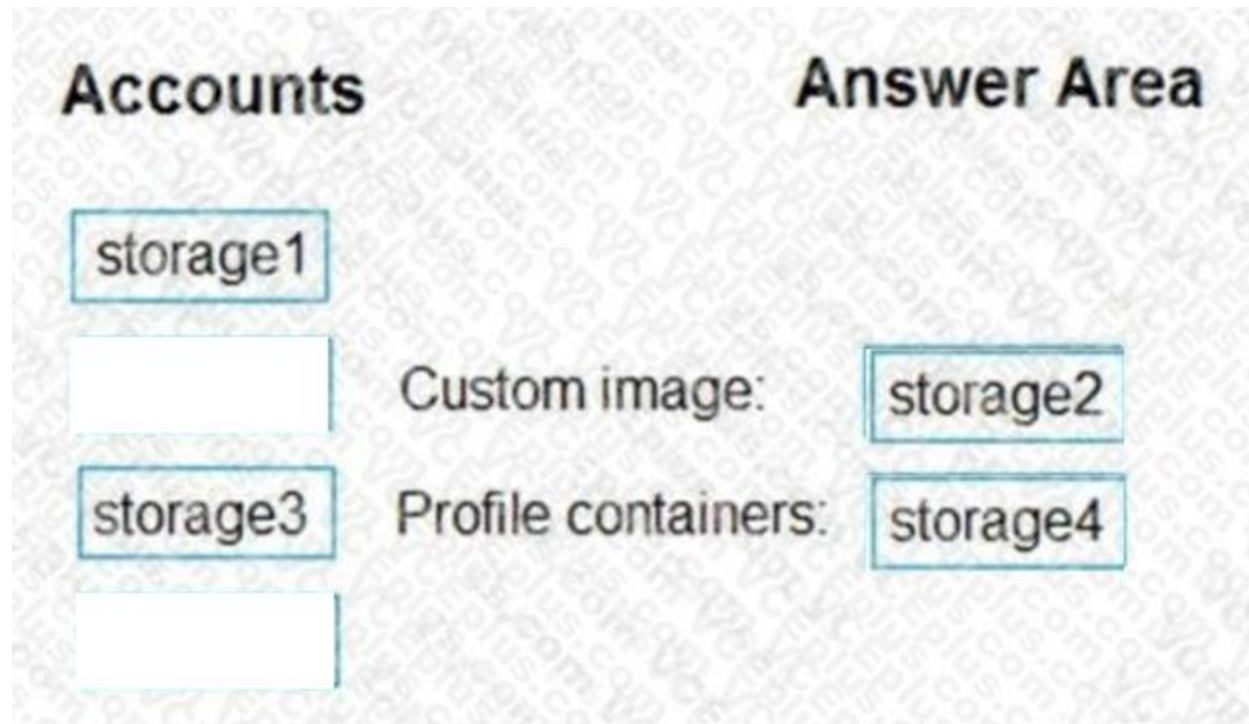 Accounts
Answer Area
storage1
Custom image:
storage2
storage3
Profile containers:
storage4